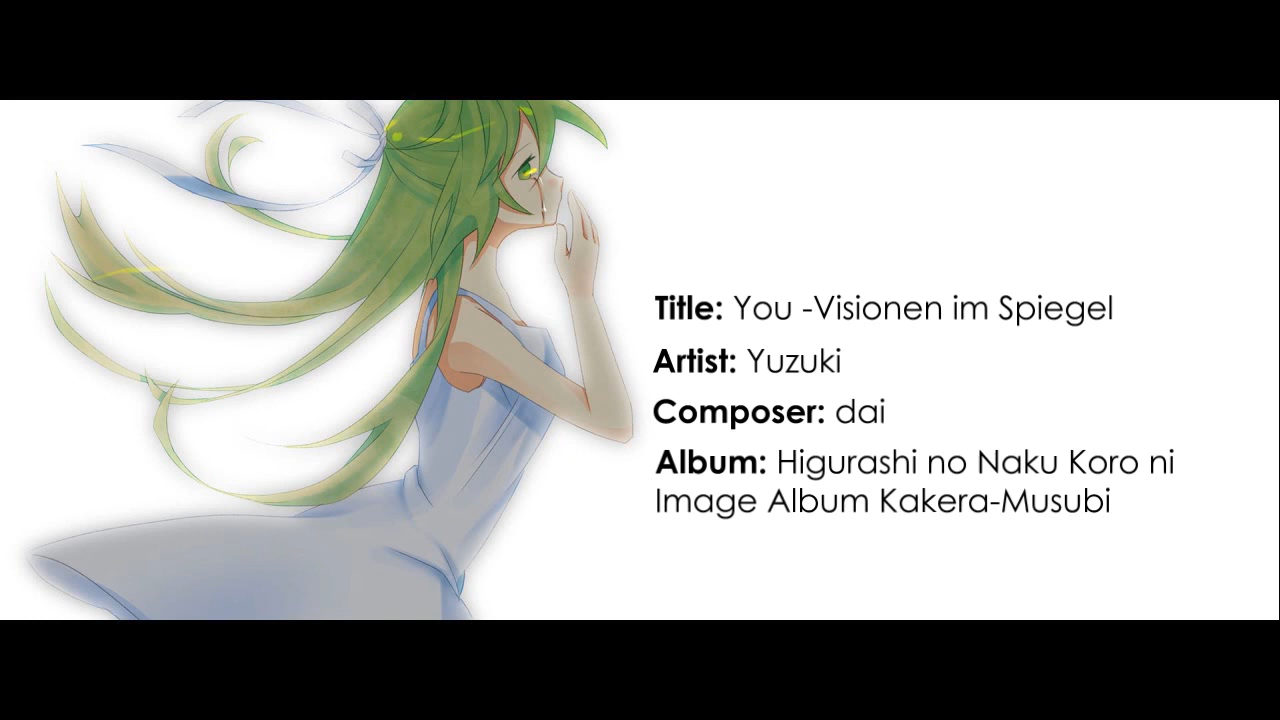 Title: You -Visionen im Spiegel
Artist: Yuzuki
Composer: dai
Album: Higurashi no Naku Koro ni
Image Album Kakera-Musubi